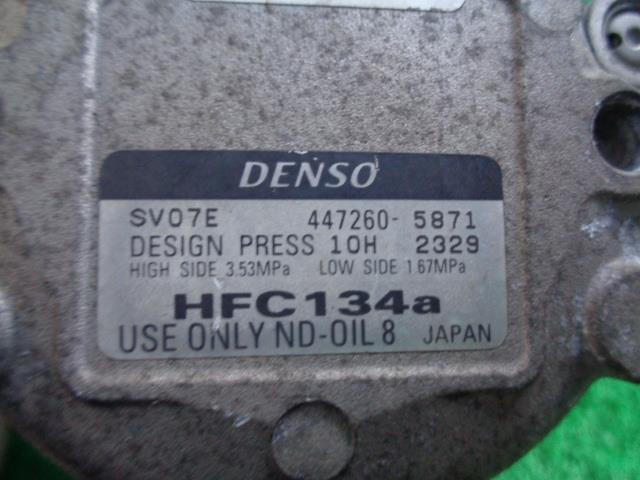 DENSO
SV07E 447260-5871
DESIGN PRESS 10H 2329
HIGH SIDE 3.53MPa LOW SIDE 1.67MPa
HFC134a
USE ONLY ND-OIL 8 JAPAN